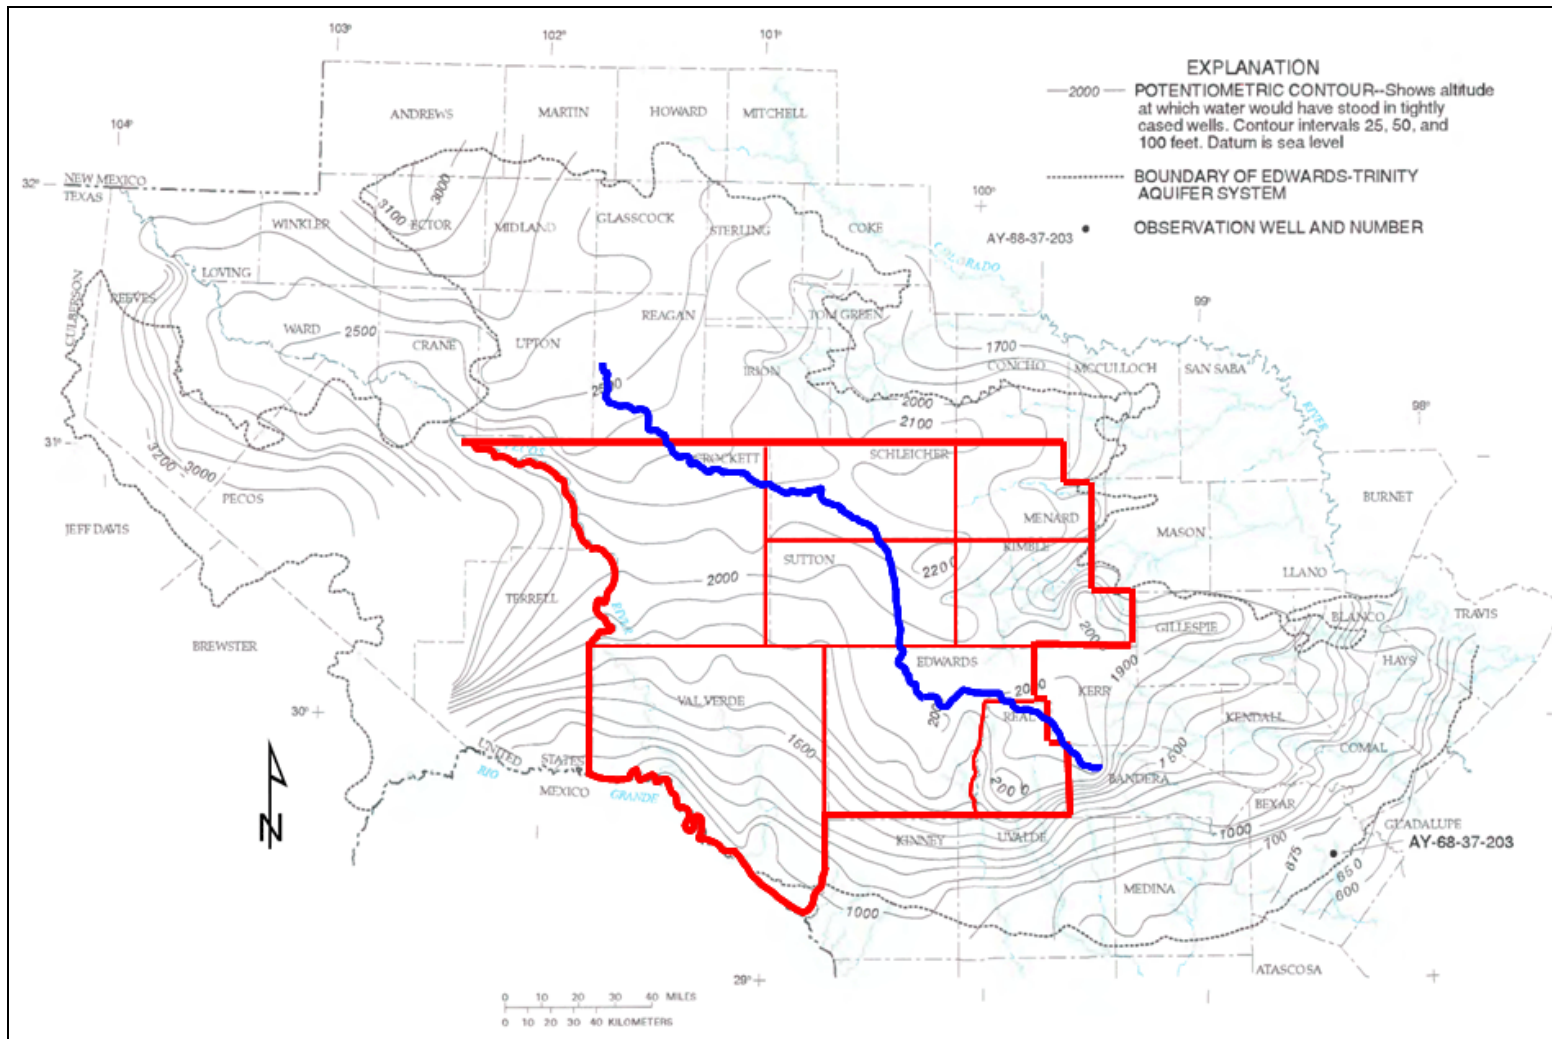 103°
102°
101°
EXPLANATION
—2000— POTENTIOMETRIC CONTOUR--Shows altitude
at which water would have stood in tightly
cased wells. Contour intervals 25, 50, and
100 feet. Datum is sea level
BOUNDARY OF EDWARDS-TRINITY
AQUIFER SYSTEM
AY-68-37-203
OBSERVATION WELL AND NUMBER
ANDREWS
MARTIN
HOWARD
MITCHELL
104°
32°
NEW MEXICO
TEXAS
3000
3100
100°
WINKLER
ECTOR
MIDLAND
GLASSCOCK
STERLING
COKE
COLORADO
LOVING
CULBERSON
REEVES
99°
WARD
2500
CRANE
UPTON
REAGAN
TOM GREEN
1700
IRION
CONCHO
MCCULLOCH
SAN SABA
2000
2100
RIVER
98°
31°
3200
3000
PECOS
CROCKETT
SCHLEICHER
PECOS
BURNET
JEFF DAVIS
MENARD
MASON
KIMBLE
SUTTON
2200
2000
LLANO
TERRELL
RIVER
BLANCO
TRAVIS
GILLESPIE
BREWSTER
EDWARDS
1900
HAYS
KERR
VAL VERDE
2000
REAL
30°
KENDALL
1500
1500
COMAL
UNITED
STATES
MEXICO
RIO
GRANDE
2000
BANDERA
BEXAR
GUADALUPE
KINNEY
UVALDE
1000
700
675
AY-68-37-203
650
600
MEDINA
1000
ATASCOSA
29°
0 10 20 30 40 MILES
0 10 20 30 40 KILOMETERS
N